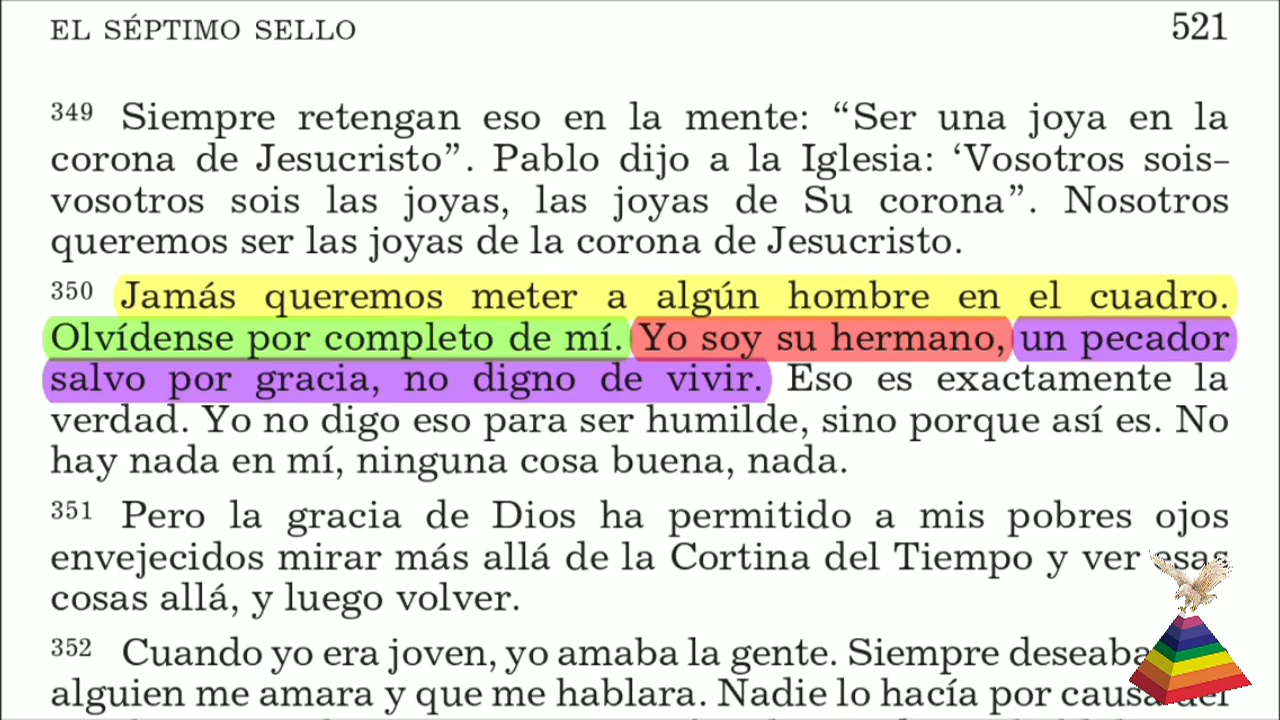 EL SÉPTIMO SELLO 521
349 Siempre retengan eso en la mente: “Ser una joya en la
corona de Jesucristo”. Pablo dijo a la Iglesia: ‘Vosotros sois–
vosotros sois las joyas, las joyas de Su corona”. Nosotros
queremos ser las joyas de la corona de Jesucristo.
350 Jamás queremos meter a algún hombre en el cuadro.
Olvídense por completo de mí. Yo soy su hermano, un pecador
salvo por gracia, no digno de vivir. Eso es exactamente la
verdad. Yo no digo eso para ser humilde, sino porque así es. No
hay nada en mí, ninguna cosa buena, nada.
351 Pero la gracia de Dios ha permitido a mis pobres ojos
envejecidos mirar más allá de la Cortina del Tiempo y ver esas
cosas allá, y luego volver.
352 Cuando yo era joven, yo amaba la gente. Siempre deseaba
alguien me amara y que me hablara. Nadie lo hacía por causa del